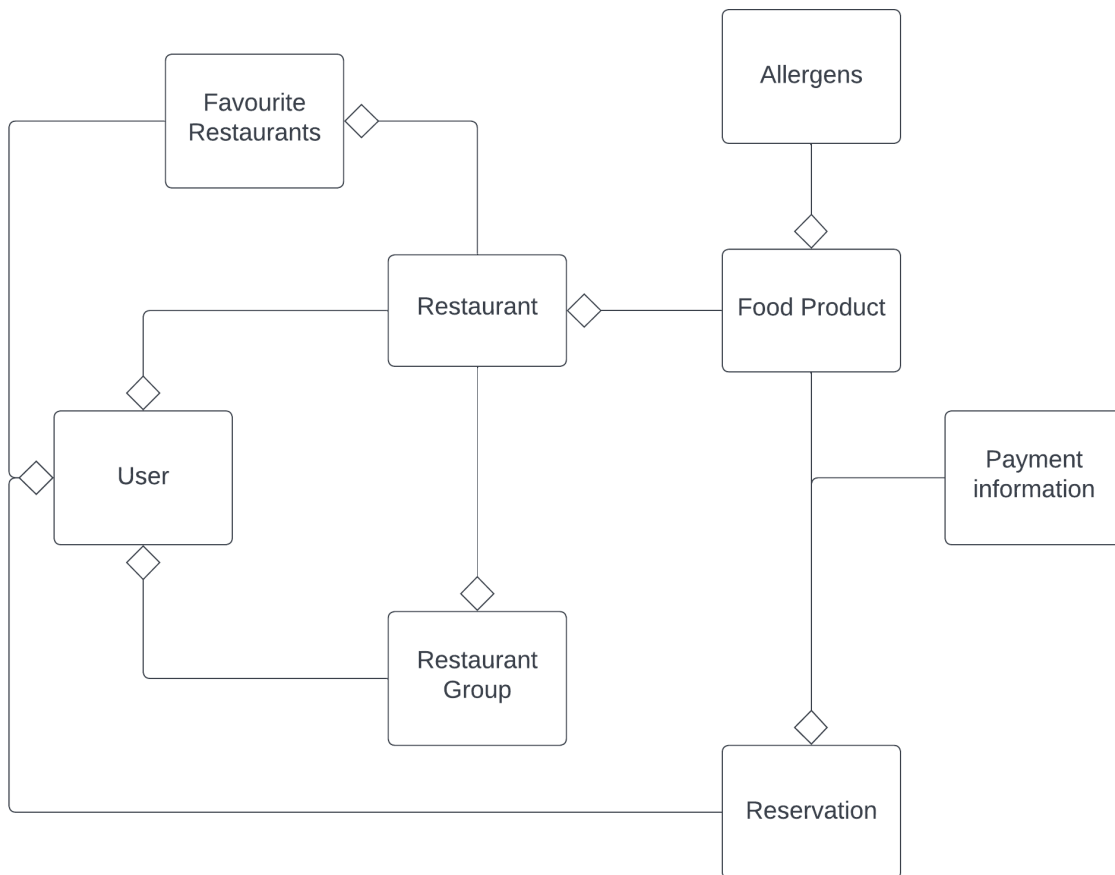 Allergens
Favourite
Restaurants
Restaurant
Food Product
User
Payment
information
Restaurant
Group
Reservation